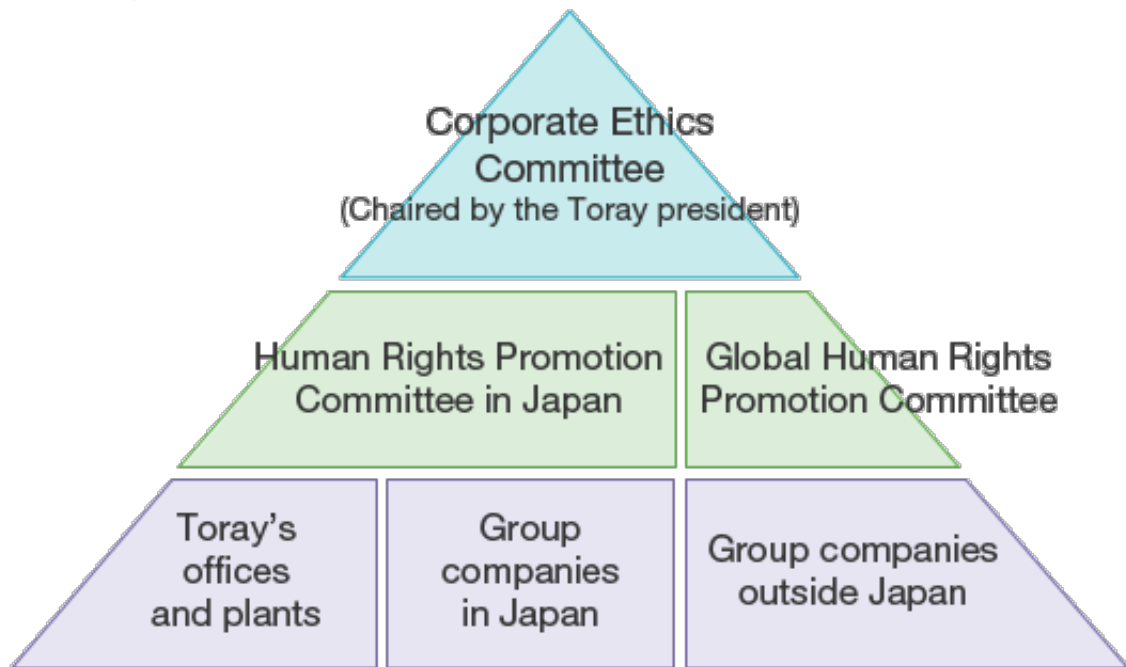 Corporate Ethics
Committee
(Chaired by the Toray president)
Human Rights Promotion
Committee in Japan
Global Human Rights
Promotion Committee
Toray’s
offices
and plants
Group
companies
in Japan
Group companies
outside Japan